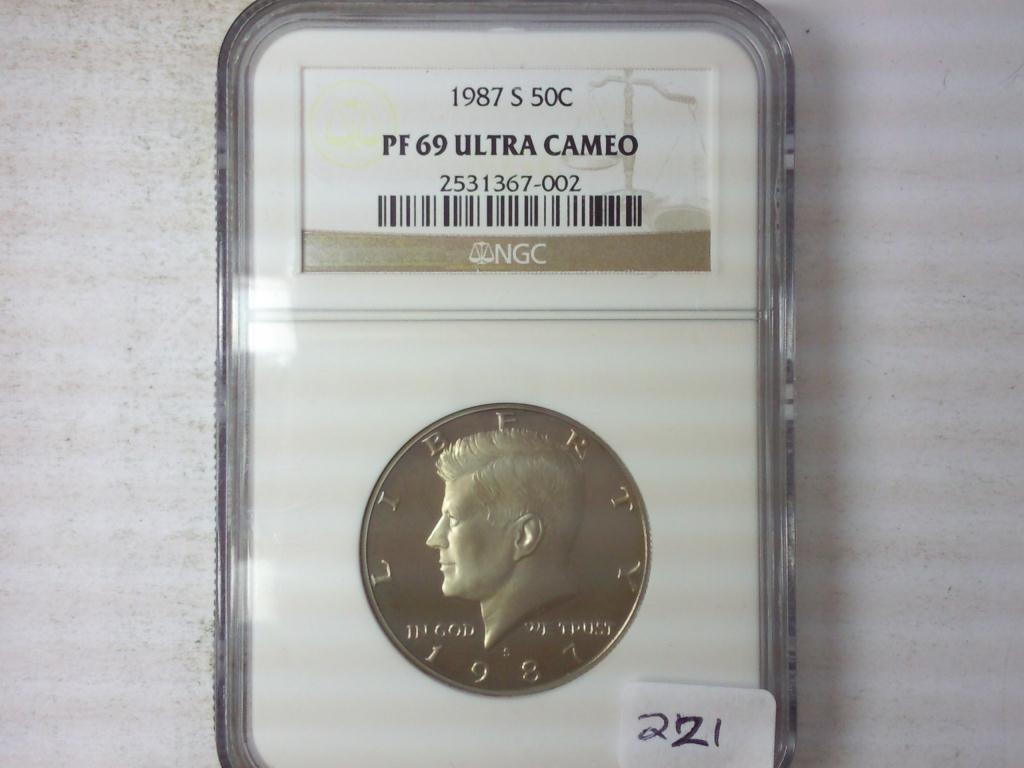 1987 S 50C
PF 69 ULTRA CAMEO
2531367-002
NGC
LIBERTY
IN GOD WE TRUST
S
1987
221